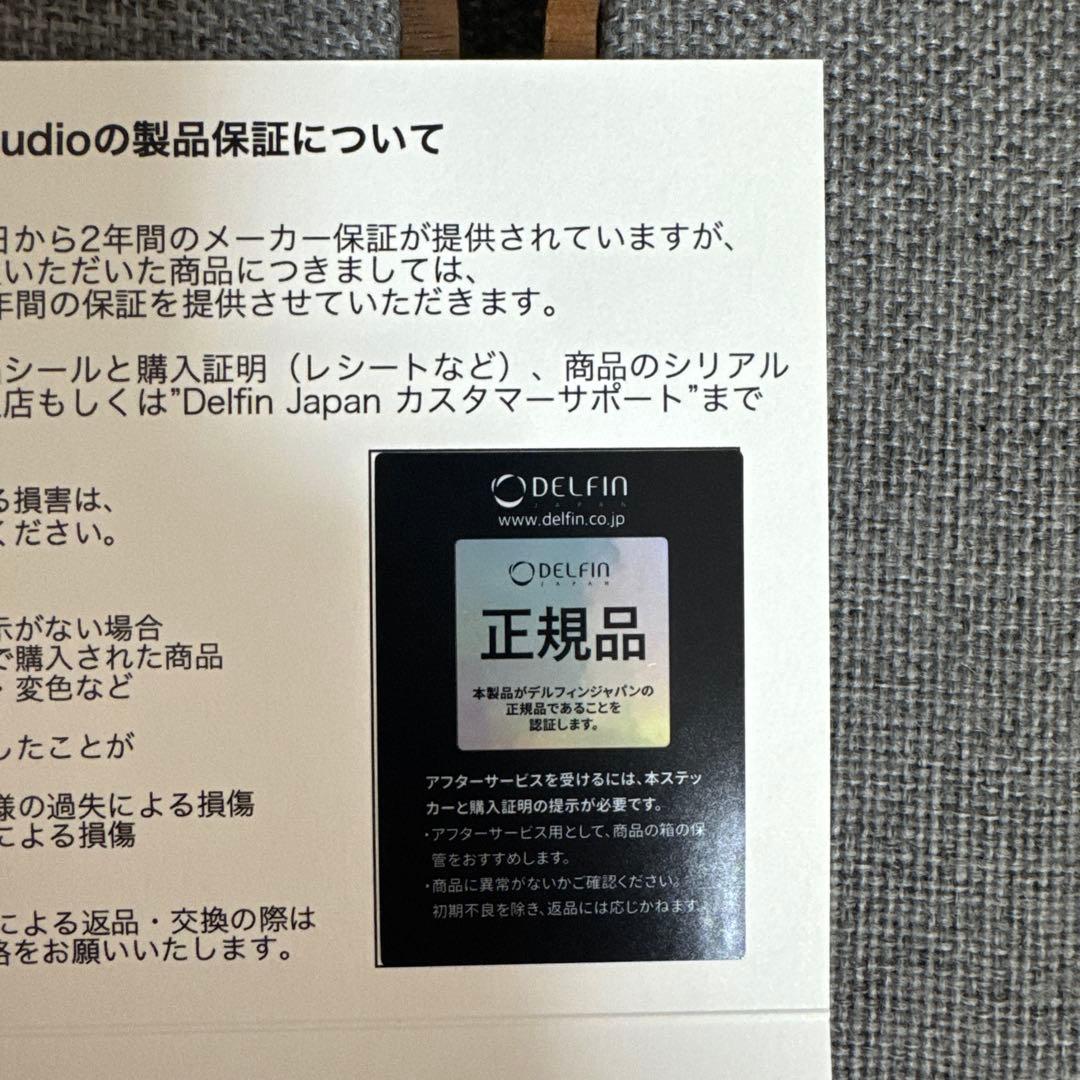 udioの製品保証について
日から2年間のメーカー保証が提供されていますが、
いただいた商品につきましては、
年間の保証を提供させていただきます。
シールと購入証明（レシートなど）、商品のシリアル
店もしくは”Delfin Japan カスタマーサポート”まで
る損害は、
ください。
示がない場合
で購入された商品
・変色など
したことが
様の過失による損傷
による損傷
による返品・交換の際は
絡をお願いいたします。
DELFIN
JAPAN
www.delfin.co.jp
DELFIN
JAPAN
正規品
本製品がデルフィンジャパンの
正規品であることを
認証します。
アフターサービスを受けるには、本ステッ
カーと購入証明の提示が必要です。
・アフターサービス用として、商品の箱の保
管をおすすめします。
・商品に異常がないかご確認ください。
初期不良を除き、返品には応じかねます。